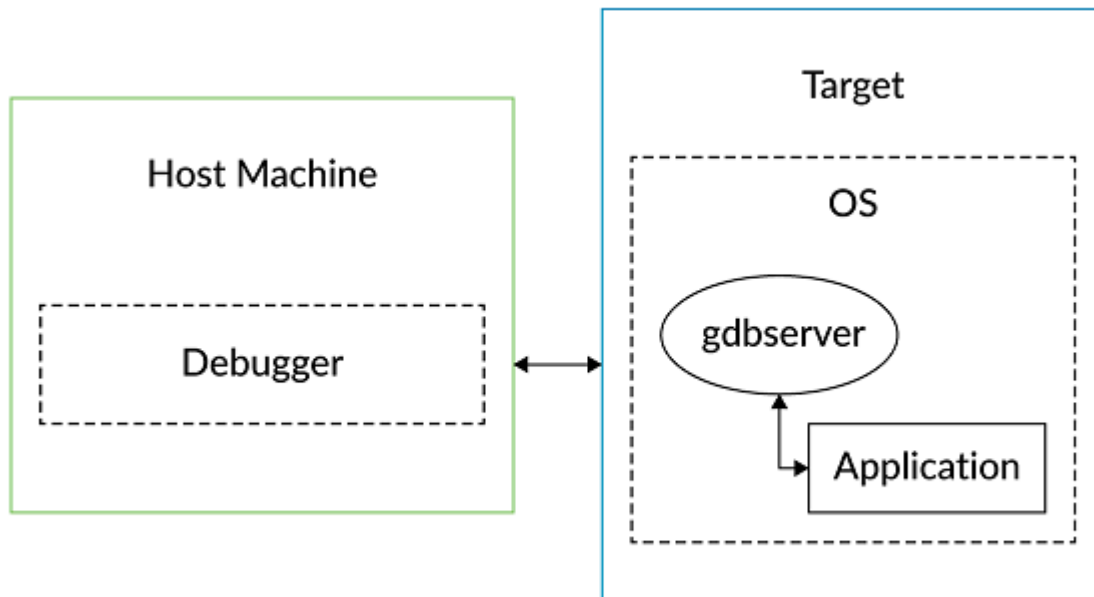 Host Machine
Debugger
Target
OS
gdbserver
Application